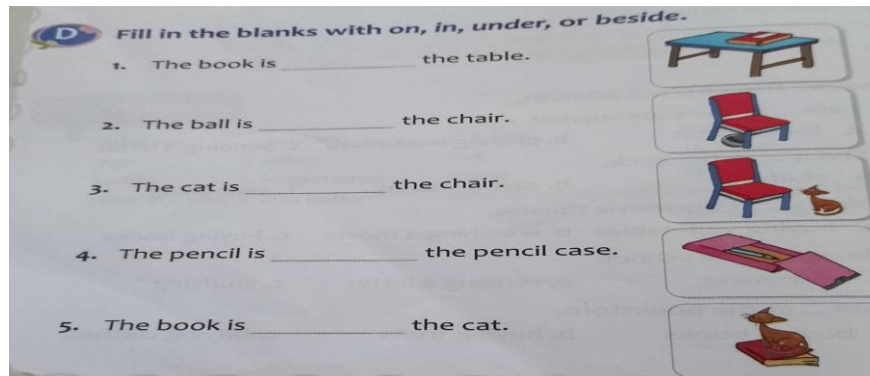 D Fill in the blanks with on, in, under, or beside.
1. The book is __________ the table.
2. The ball is __________ the chair.
3. The cat is __________ the chair.
4. The pencil is __________ the pencil case.
5. The book is __________ the cat.